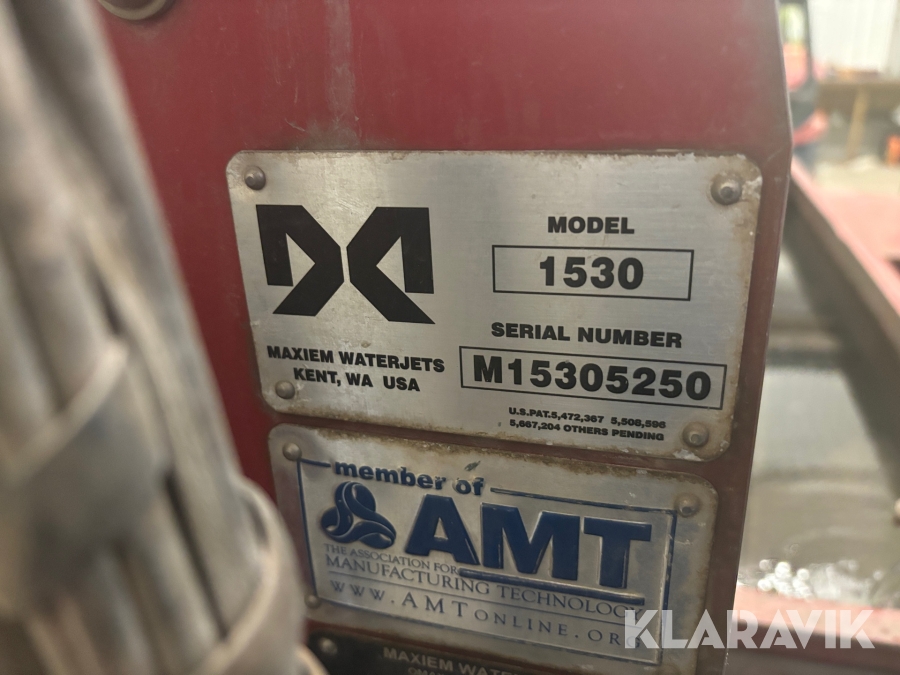 MODEL
1530
SERIAL NUMBER
M15305250
MAXIEM WATERJETS
KENT, WA USA
U.S.PAT.5,472,367 5,508,596
5,667,204 OTHERS PENDING
member of
AMT
THE ASSOCIATION FOR
MANUFACTURING TECHNOLOGY
WWW.AMTONLINE.ORG
KLARAVIK
MAXIEM WATER